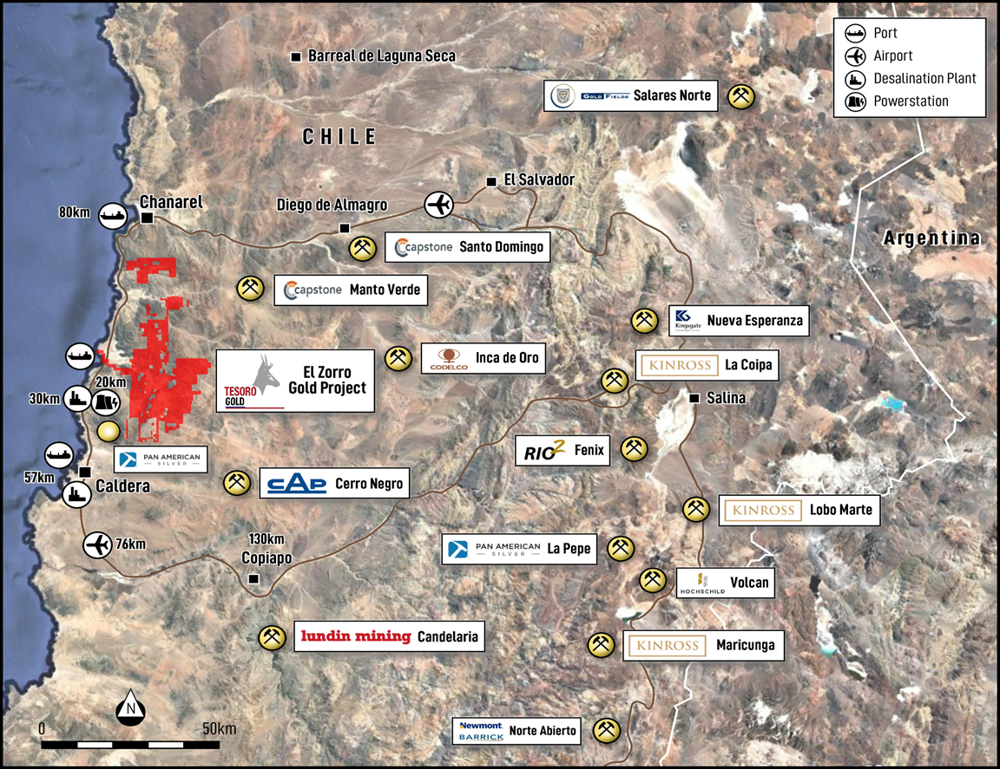 Port
Airport
Desalination Plant
Powerstation
Barreal de Laguna Seca
GOLD FIELDS Salares Norte
CHILE
El Salvador
Chanarel
80km
Diego de Almagro
Argentina
capstone Santo Domingo
capstone Manto Verde
Kingsgate
Nueva Esperanza
CODELCO
Inca de Oro
KINROSS La Coipa
TESORO
GOLD
El Zorro
Gold Project
20km
30km
Salina
RIO2 Fenix
PAN AMERICAN
SILVER
57km
Caldera
CAP Cerro Negro
KINROSS Lobo Marte
76km
130km
Copiapo
PAN AMERICAN
SILVER
La Pepe
HOCHSCHILD
Volcan
lundin mining Candelaria
KINROSS Maricunga
N
0
50km
Newmont
BARRICK
Norte Abierto